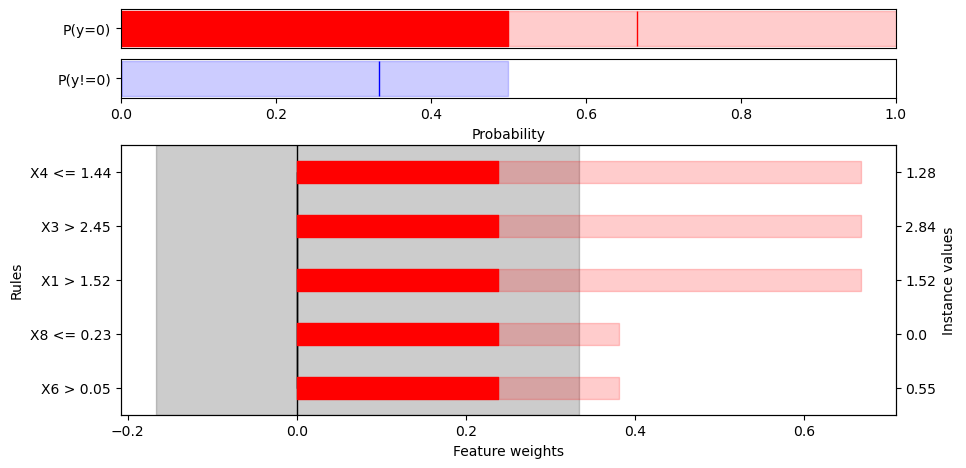 P(y=0)
P(y!=0)
0.0 0.2 0.4 0.6 0.8 1.0
Probability
X4 <= 1.44 1.28
X3 > 2.45 2.84
X1 > 1.52 1.52
X8 <= 0.23 0.0
X6 > 0.05 0.55
Rules
Instance values
−0.2 0.0 0.2 0.4 0.6
Feature weights